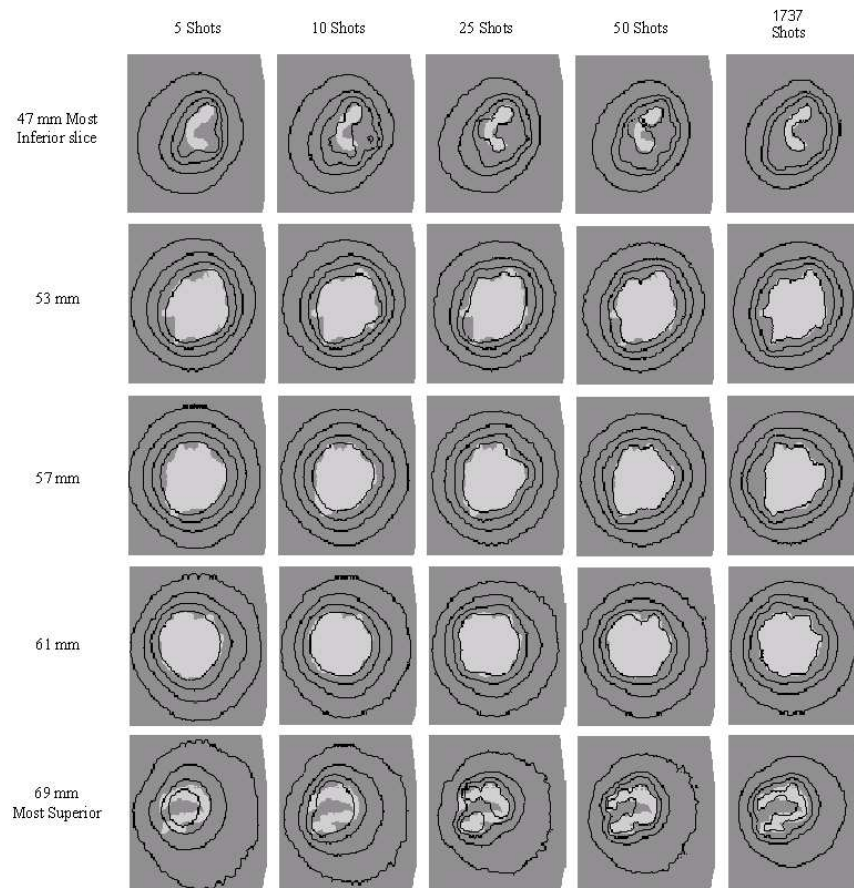 5 Shots
10 Shots
25 Shots
50 Shots
1737
Shots
47 mm Most
Inferior slice
53 mm
57 mm
61 mm
69 mm
Most Superior